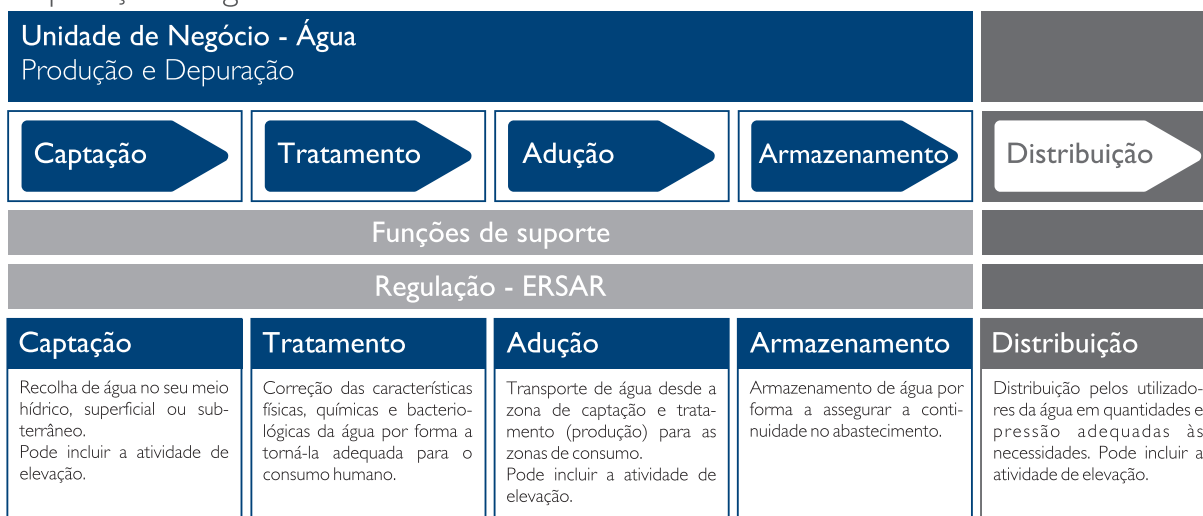 Unidade de Negócio - Água
Produção e Depuração
Captação
Tratamento
Adução
Armazenamento
Distribuição
Funções de suporte
Regulação - ERSAR
Captação
Recolha de água no seu meio
hídrico, superficial ou sub-
terrâneo.
Pode incluir a atividade de
elevação.
Tratamento
Correção das características
físicas, químicas e bacterio-
lógicas da água por forma a
torná-la adequada para o
consumo humano.
Adução
Transporte de água desde a
zona de captação e trata-
mento (produção) para as
zonas de consumo.
Pode incluir a atividade de
elevação.
Armazenamento
Armazenamento de água por
forma a assegurar a conti-
nuidade no abastecimento.
Distribuição
Distribuição pelos utilizado-
res da água em quantidades e
pressão adequadas às
necessidades. Pode incluir a
atividade de elevação.